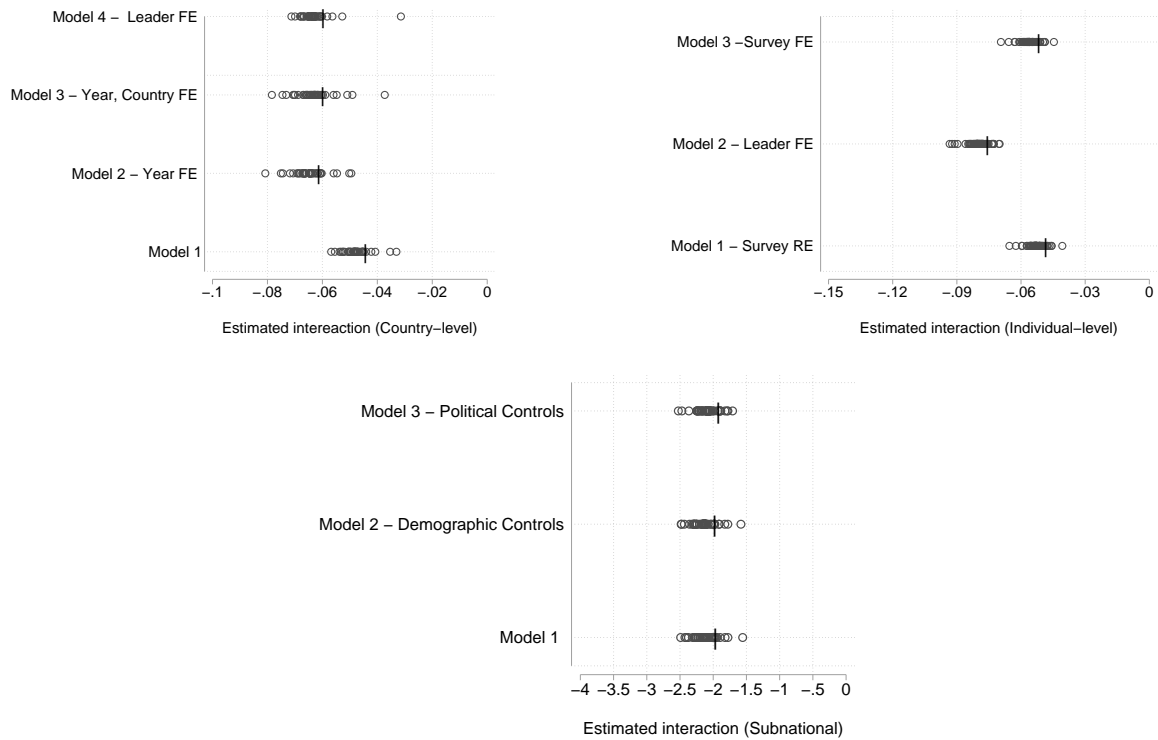 Model 4 – Leader FE
Model 3 – Year, Country FE
Model 2 – Year FE
Model 1
–.1 –.08 –.06 –.04 –.02 0
Estimated intereaction (Country–level)
Model 3 –Survey FE
Model 2 – Leader FE
Model 1 – Survey RE
–.15 –.12 –.09 –.06 –.03 0
Estimated interaction (Individual–level)
Model 3 – Political Controls
Model 2 – Demographic Controls
Model 1
–4 –3.5 –3 –2.5 –2 –1.5 –1 –.5 0
Estimated interaction (Subnational)